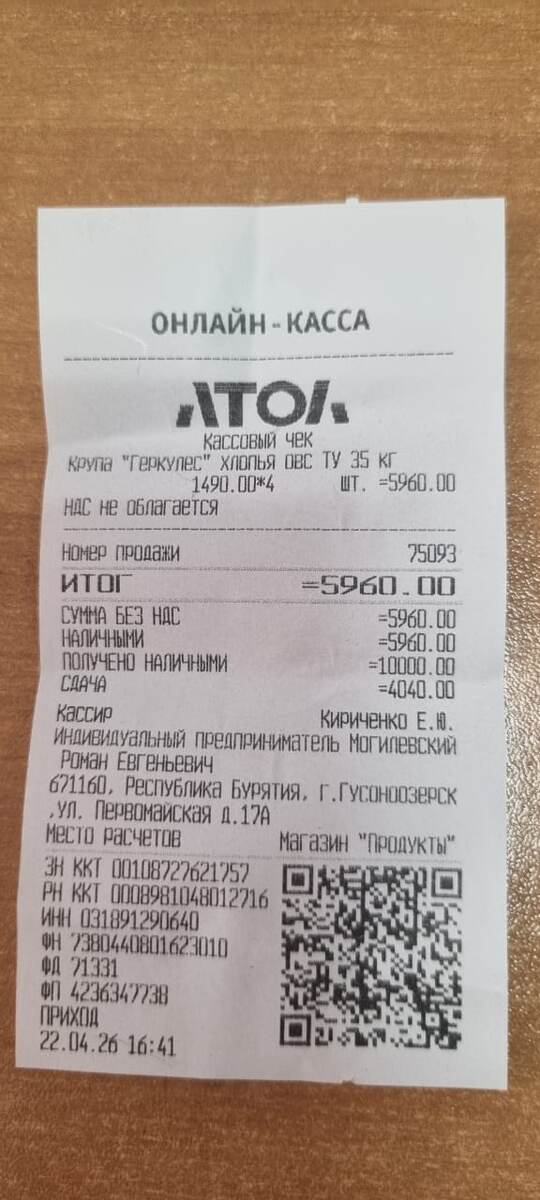 ОНЛАЙН-КАССА
АТОЛ
Кассовый чек
Крупа "Геркулес" хлопья овс ТУ 35 кг
1490.00*4 шт. =5960.00
НДС не облагается
Номер продажи 75093
ИТОГ =5960.00
СУММА БЕЗ НДС =5960.00
НАЛИЧНЫМИ =5960.00
ПОЛУЧЕНО НАЛИЧНЫМИ =10000.00
СДАЧА =4040.00
Кассир Кириченко Е.Ю.
Индивидуальный предприниматель Могилевский
Роман Евгеньевич
671160, Республика Бурятия, г.Гусоноозерск
,ул. Первомайская д.17А
Место расчетов Магазин "Продукты"
ЗН ККТ 00108727621757
РН ККТ 0008981048012716
ИНН 031891290640
ФН 7380440801623010
ФД 71331
ФП 4236347738
ПРИХОД
22.04.26 16:41